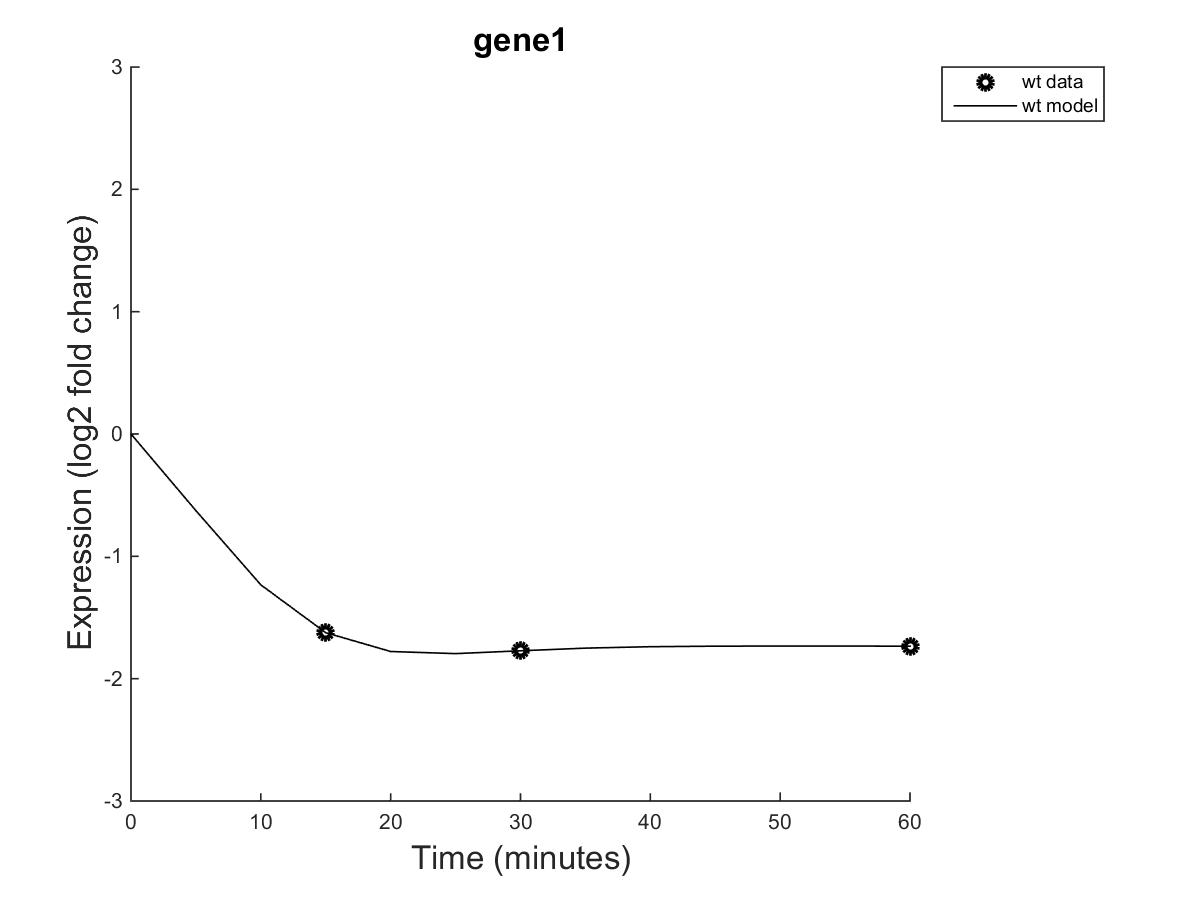 gene1
wt data
wt model
Expression (log2 fold change)
3
2
1
0
-1
-2
-3
0 10 20 30 40 50 60
Time (minutes)